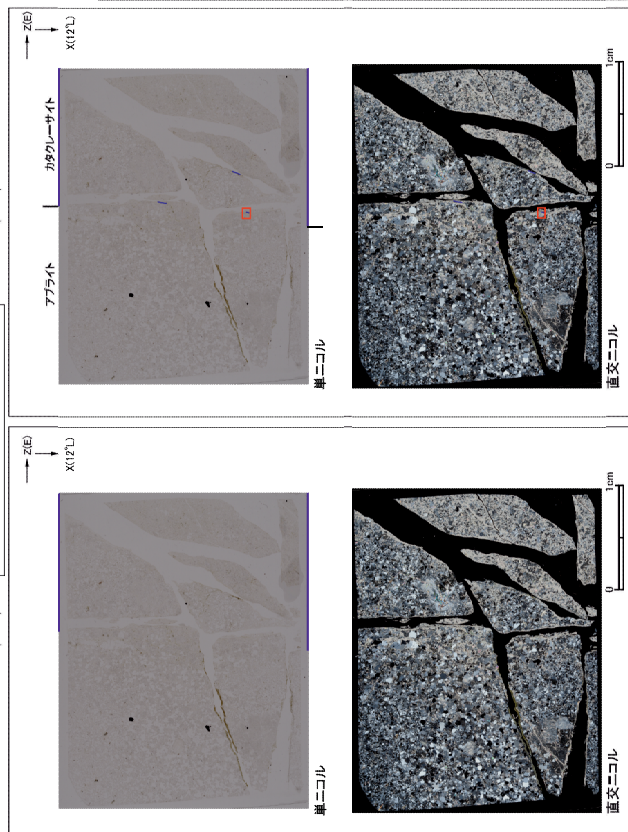 Z(E)
X(12°L)
カタクレーサイト
アプライト
単ニコル
直交ニコル
1cm
0
Z(E)
X(12°L)
単ニコル
直交ニコル
1cm
0